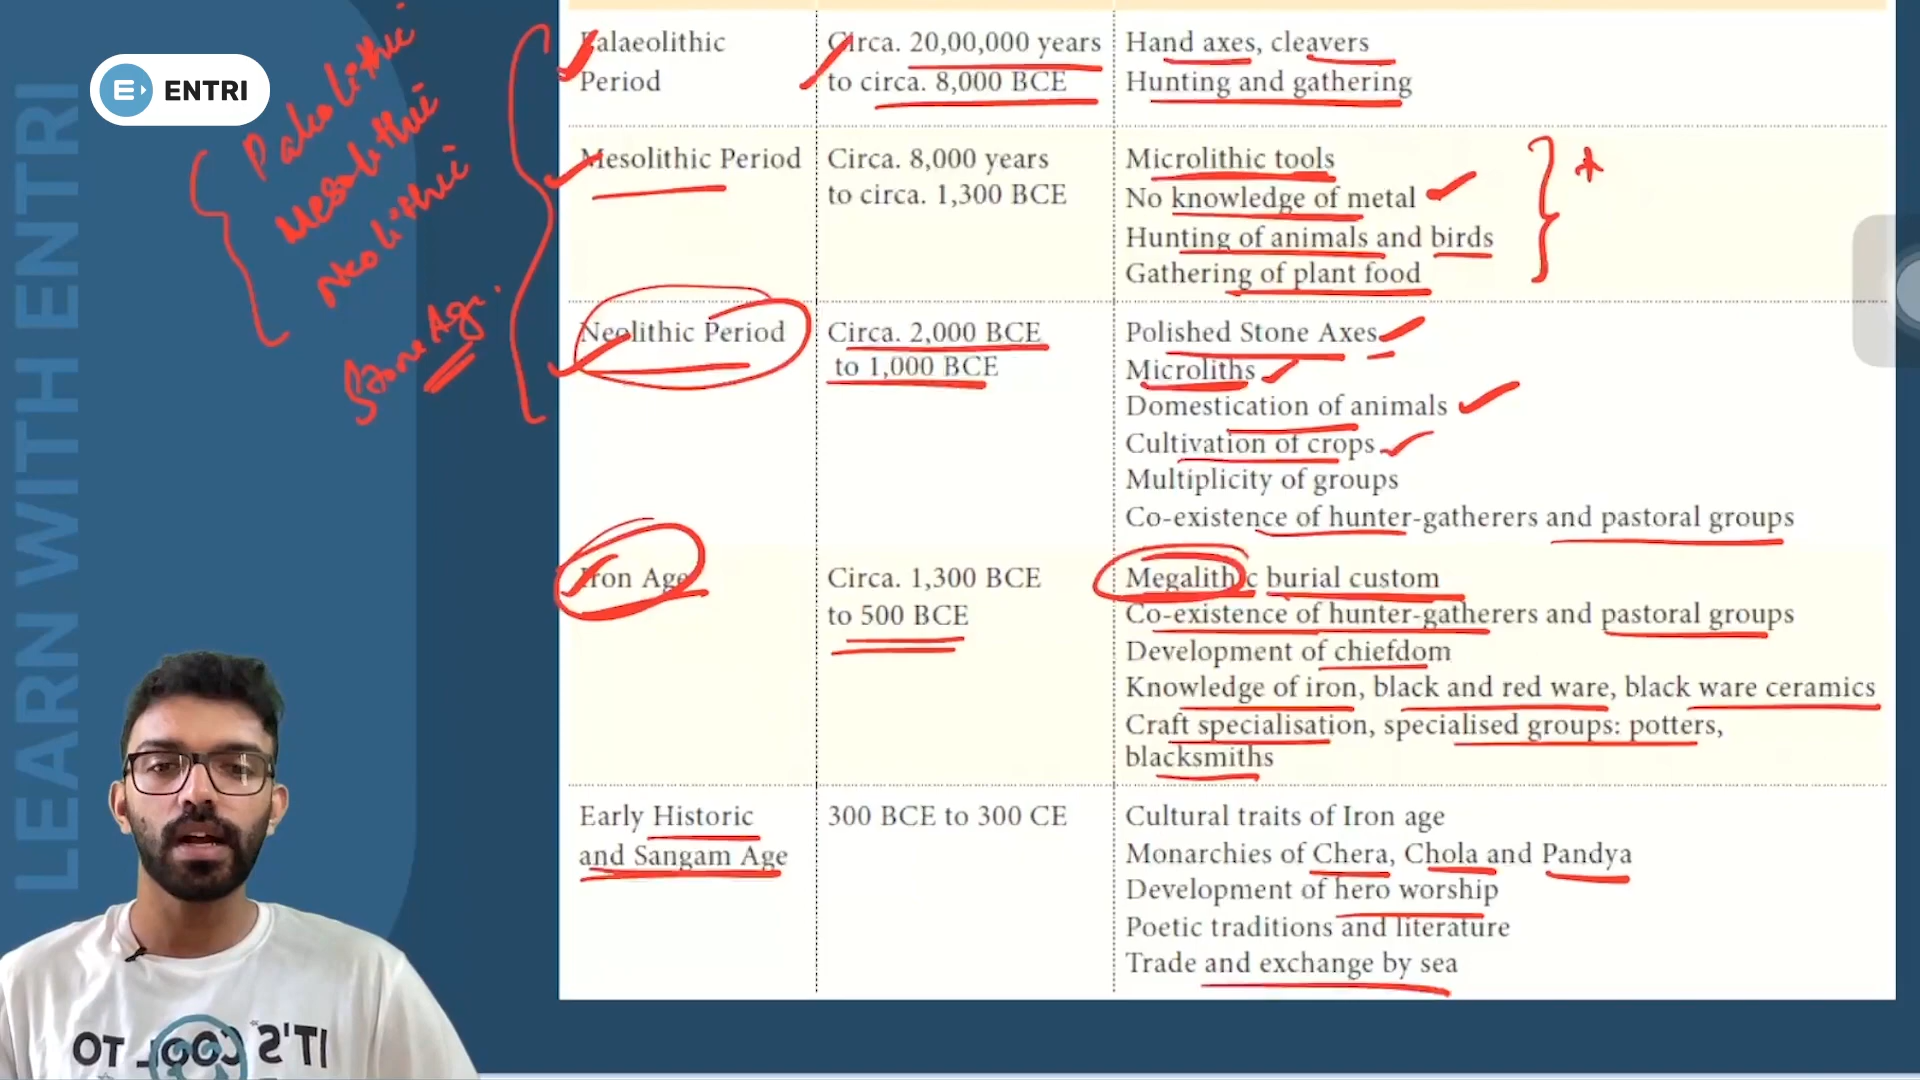 ENTRI
LEARN WITH ENTRI
Paleolithic
Mesolithic
Neolithic
Stone Age.
Palaeolithic
Period
Circa. 20,00,000 years
to circa. 8,000 BCE
Hand axes, cleavers
Hunting and gathering
Mesolithic Period
Circa. 8,000 years
to circa. 1,300 BCE
Microlithic tools
No knowledge of metal
Hunting of animals and birds
Gathering of plant food
Neolithic Period
Circa. 2,000 BCE
to 1,000 BCE
Polished Stone Axes
Microliths
Domestication of animals
Cultivation of crops
Multiplicity of groups
Co-existence of hunter-gatherers and pastoral groups
Iron Age
Circa. 1,300 BCE
to 500 BCE
Megalithic burial custom
Co-existence of hunter-gatherers and pastoral groups
Development of chiefdom
Knowledge of iron, black and red ware, black ware ceramics
Craft specialisation, specialised groups: potters,
blacksmiths
Early Historic
and Sangam Age
300 BCE to 300 CE
Cultural traits of Iron age
Monarchies of Chera, Chola and Pandya
Development of hero worship
Poetic traditions and literature
Trade and exchange by sea
IT'S COOL TO